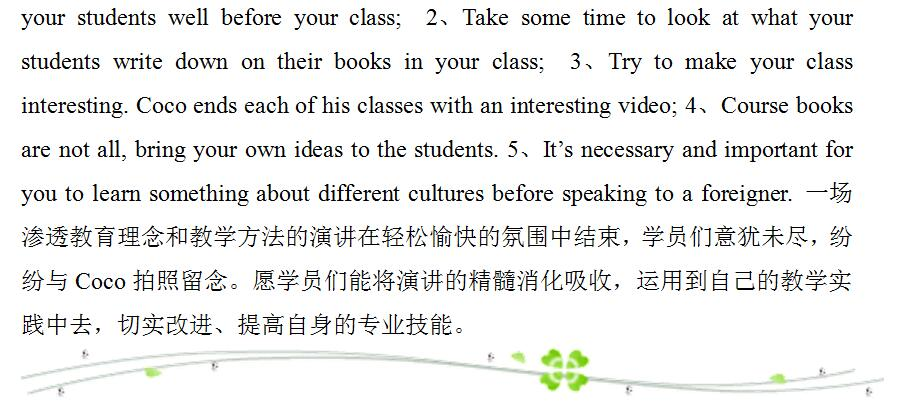 your students well before your class; 2、Take some time to look at what your
students write down on their books in your class; 3、Try to make your class
interesting. Coco ends each of his classes with an interesting video; 4、Course books
are not all, bring your own ideas to the students. 5、It’s necessary and important for
you to learn something about different cultures before speaking to a foreigner. 一场
渗透教育理念和教学方法的演讲在轻松愉快的氛围中结束，学员们意犹未尽，纷
纷与 Coco 拍照留念。愿学员们能将演讲的精髓消化吸收，运用到自己的教学实
践中去，切实改进、提高自身的专业技能。